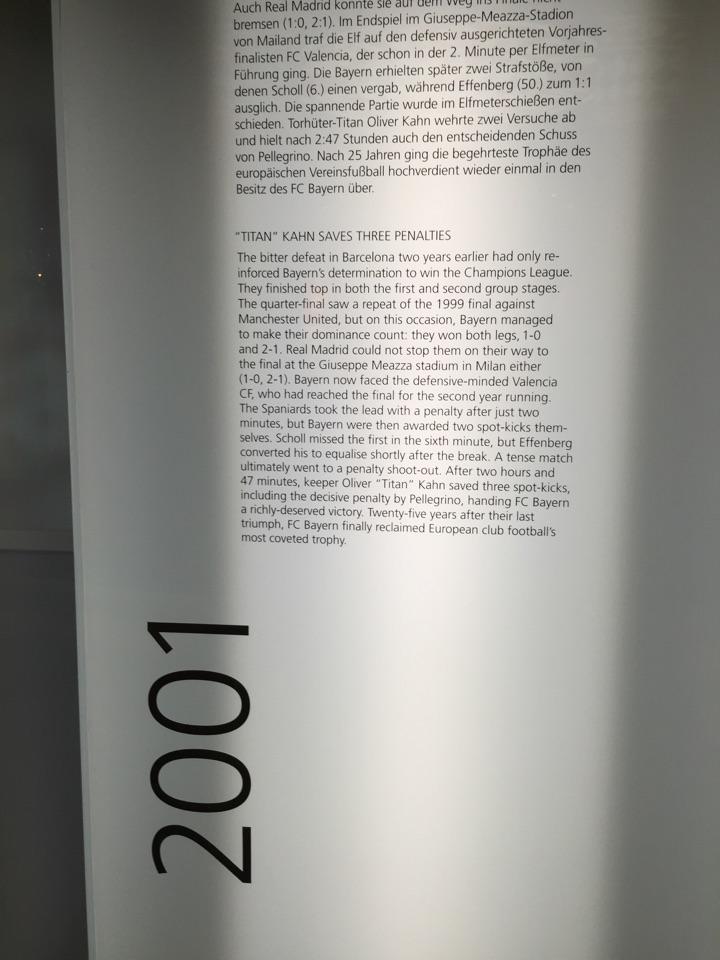 Auch Real Madrid konnte sie auf dem Weg ins Finale nicht
bremsen (1:0, 2:1). Im Endspiel im Giuseppe-Meazza-Stadion
von Mailand traf die Elf auf den defensiv ausgerichteten Vorjahres-
finalisten FC Valencia, der schon in der 2. Minute per Elfmeter in
Führung ging. Die Bayern erhielten später zwei Strafstöße, von
denen Scholl (6.) einen vergab, während Effenberg (50.) zum 1:1
ausglich. Die spannende Partie wurde im Elfmeterschießen ent-
schieden. Torhüter-Titan Oliver Kahn wehrte zwei Versuche ab
und hielt nach 2:47 Stunden auch den entscheidenden Schuss
von Pellegrino. Nach 25 Jahren ging die begehrteste Trophäe des
europäischen Vereinsfußball hochverdient wieder einmal in den
Besitz des FC Bayern über.
"TITAN" KAHN SAVES THREE PENALTIES
The bitter defeat in Barcelona two years earlier had only re-
inforced Bayern's determination to win the Champions League.
They finished top in both the first and second group stages.
The quarter-final saw a repeat of the 1999 final against
Manchester United, but on this occasion, Bayern managed
to make their dominance count: they won both legs, 1-0
and 2-1. Real Madrid could not stop them on their way to
the final at the Giuseppe Meazza stadium in Milan either
(1-0, 2-1). Bayern now faced the defensive-minded Valencia
CF, who had reached the final for the second year running.
The Spaniards took the lead with a penalty after just two
minutes, but Bayern were then awarded two spot-kicks them-
selves. Scholl missed the first in the sixth minute, but Effenberg
converted his to equalise shortly after the break. A tense match
ultimately went to a penalty shoot-out. After two hours and
47 minutes, keeper Oliver "Titan" Kahn saved three spot-kicks,
including the decisive penalty by Pellegrino, handing FC Bayern
a richly-deserved victory. Twenty-five years after their last
triumph, FC Bayern finally reclaimed European club football's
most coveted trophy.
2001